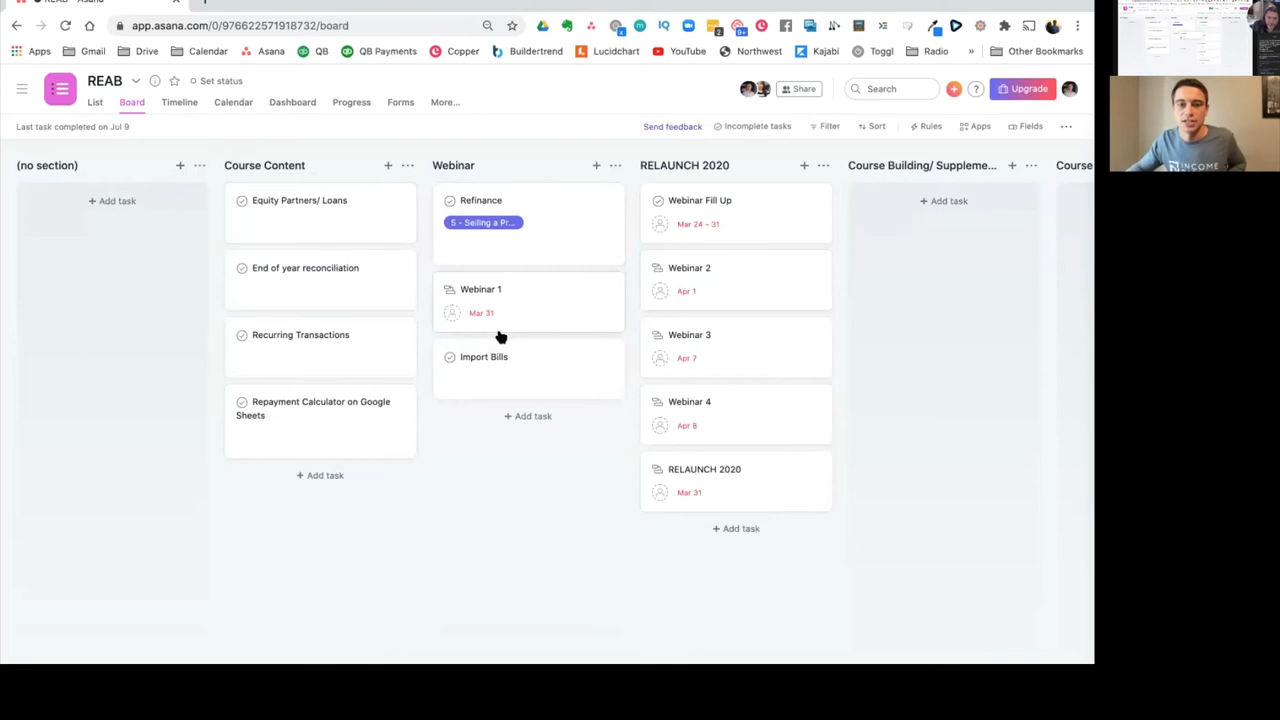 REAB - Asana
app.asana.com/0/976622571918732/board
Apps Gmail Drive Calendar Asana QB QB Payments Copper Buildertrend Lucidchart YouTube Northwest Kajabi Toggl Radio » Other Bookmarks
REAB Set status
Share Search Upgrade
List Board Timeline Calendar Dashboard Progress Forms More...
Last task completed on Jul 9
Send feedback Incomplete tasks Filter Sort Rules Apps Fields
(no section)
+ Add task
Course Content
Equity Partners/ Loans
End of year reconciliation
Recurring Transactions
Repayment Calculator on Google
Sheets
+ Add task
Webinar
Refinance
5 - Selling a Pr...
Webinar 1
Mar 31
Import Bills
+ Add task
RELAUNCH 2020
Webinar Fill Up
Mar 24 – 31
Webinar 2
Apr 1
Webinar 3
Apr 7
Webinar 4
Apr 8
RELAUNCH 2020
Mar 31
+ Add task
Course Building/ Suppleme...
+ Add task
Course
INCOME